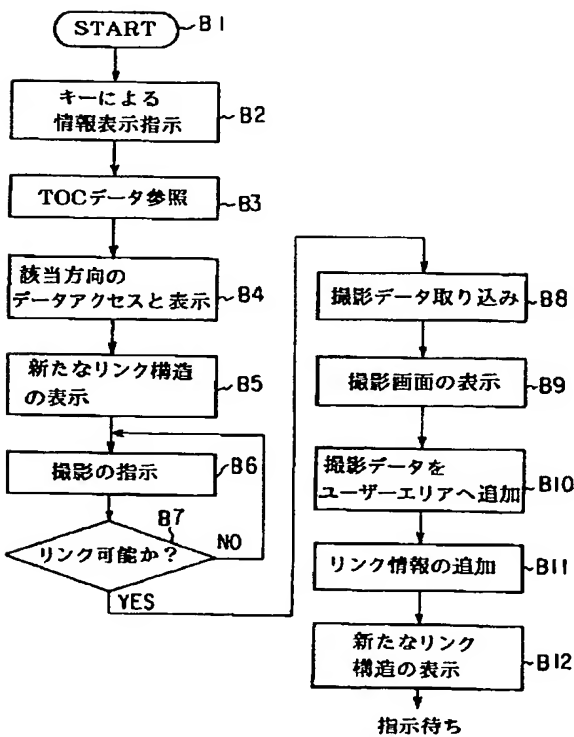 START
B1
キーによる
情報表示指示
B2
TOCデータ参照
B3
該当方向の
データアクセスと表示
B4
新たなリンク構造
の表示
B5
撮影の指示
B6
B7
リンク可能か？
NO
YES
撮影データ取り込み
B8
撮影画面の表示
B9
撮影データを
ユーザーエリアへ追加
B10
リンク情報の追加
B11
新たなリンク
構造の表示
B12
指示待ち